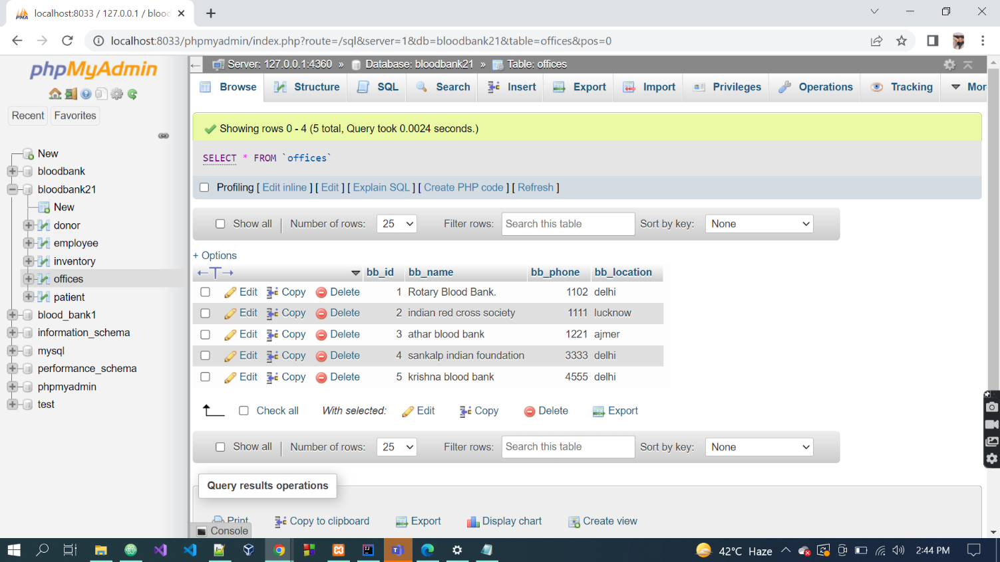 localhost:8033 / 127.0.0.1 / blood
localhost:8033/phpmyadmin/index.php?route=/sql&server=1&db=bloodbank21&table=offices&pos=0
phpMyAdmin
Recent Favorites
New
bloodbank
bloodbank21
New
donor
employee
inventory
offices
patient
blood_bank1
information_schema
mysql
performance_schema
phpmyadmin
test
Server: 127.0.0.1:4360 » Database: bloodbank21 » Table: offices
Browse Structure SQL Search Insert Export Import Privileges Operations Tracking Mor
Showing rows 0 - 4 (5 total, Query took 0.0024 seconds.)
SELECT * FROM `offices`
Profiling [ Edit inline ] [ Edit ] [ Explain SQL ] [ Create PHP code ] [ Refresh ]
Show all Number of rows: 25 Filter rows: Search this table Sort by key: None
+ Options
←T→ bb_id bb_name bb_phone bb_location
Edit Copy Delete 1 Rotary Blood Bank. 1102 delhi
Edit Copy Delete 2 indian red cross society 1111 lucknow
Edit Copy Delete 3 athar blood bank 1221 ajmer
Edit Copy Delete 4 sankalp indian foundation 3333 delhi
Edit Copy Delete 5 krishna blood bank 4555 delhi
Check all With selected: Edit Copy Delete Export
Show all Number of rows: 25 Filter rows: Search this table Sort by key: None
Query results operations
Print Copy to clipboard Export Display chart Create view
Console
42°C Haze 2:44 PM